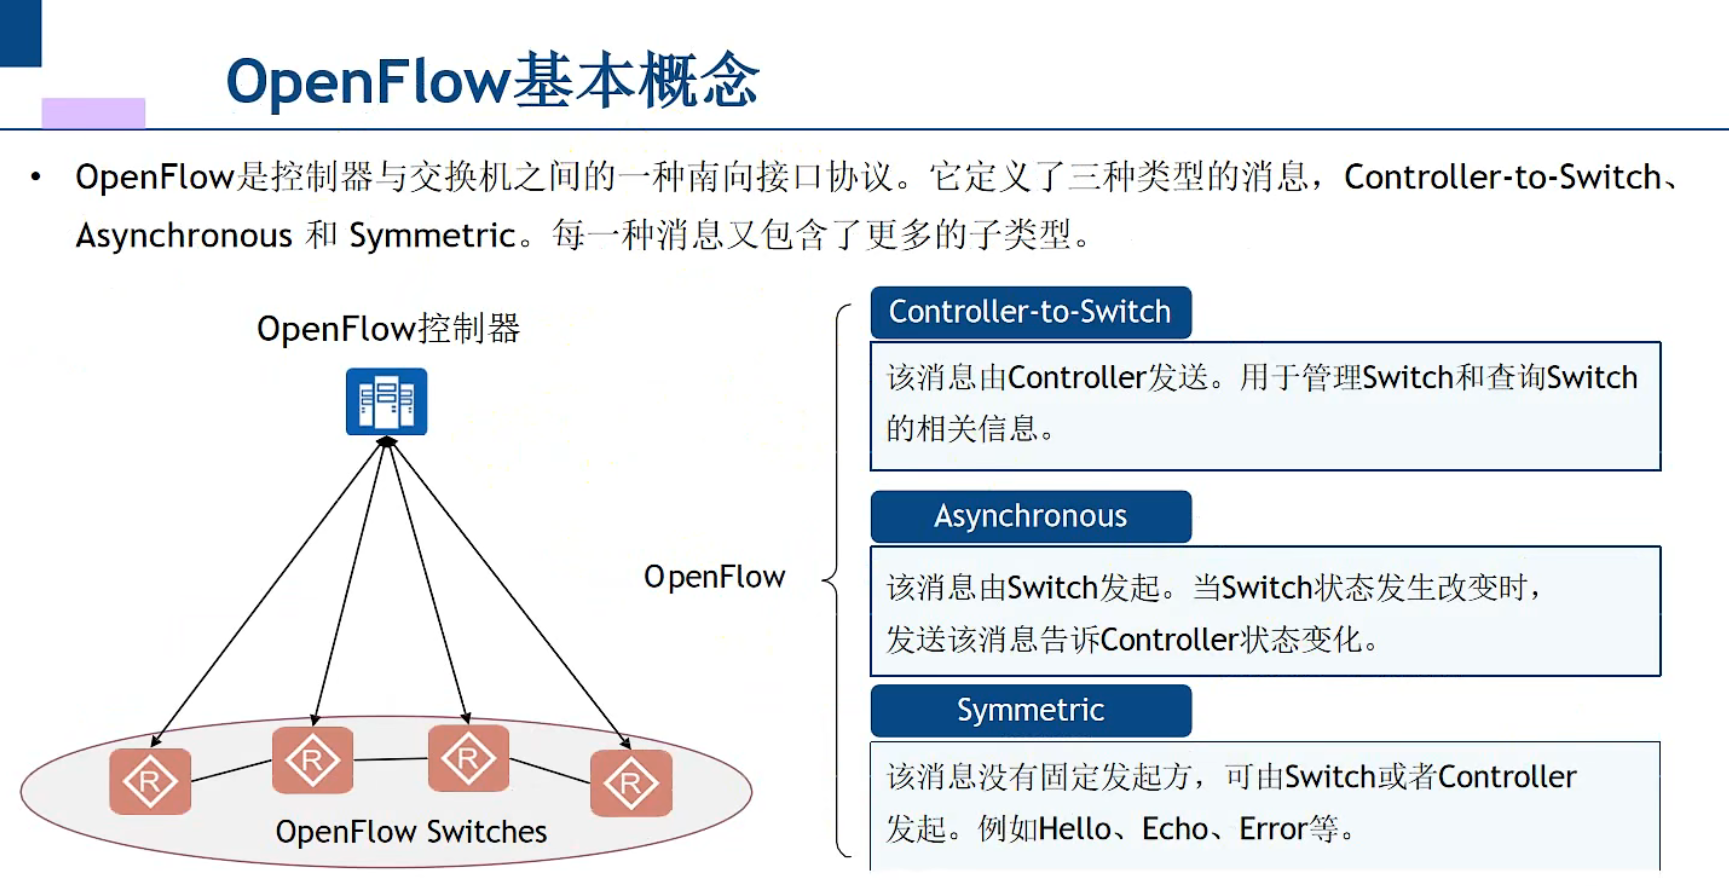 OpenFlow基本概念
• OpenFlow是控制器与交换机之间的一种南向接口协议。它定义了三种类型的消息，Controller-to-Switch、
Asynchronous 和 Symmetric。每一种消息又包含了更多的子类型。
OpenFlow控制器
R
R
R
R
OpenFlow Switches
OpenFlow
Controller-to-Switch
该消息由Controller发送。用于管理Switch和查询Switch
的相关信息。
Asynchronous
该消息由Switch发起。当Switch状态发生改变时，
发送该消息告诉Controller状态变化。
Symmetric
该消息没有固定发起方，可由Switch或者Controller
发起。例如Hello、Echo、Error等。